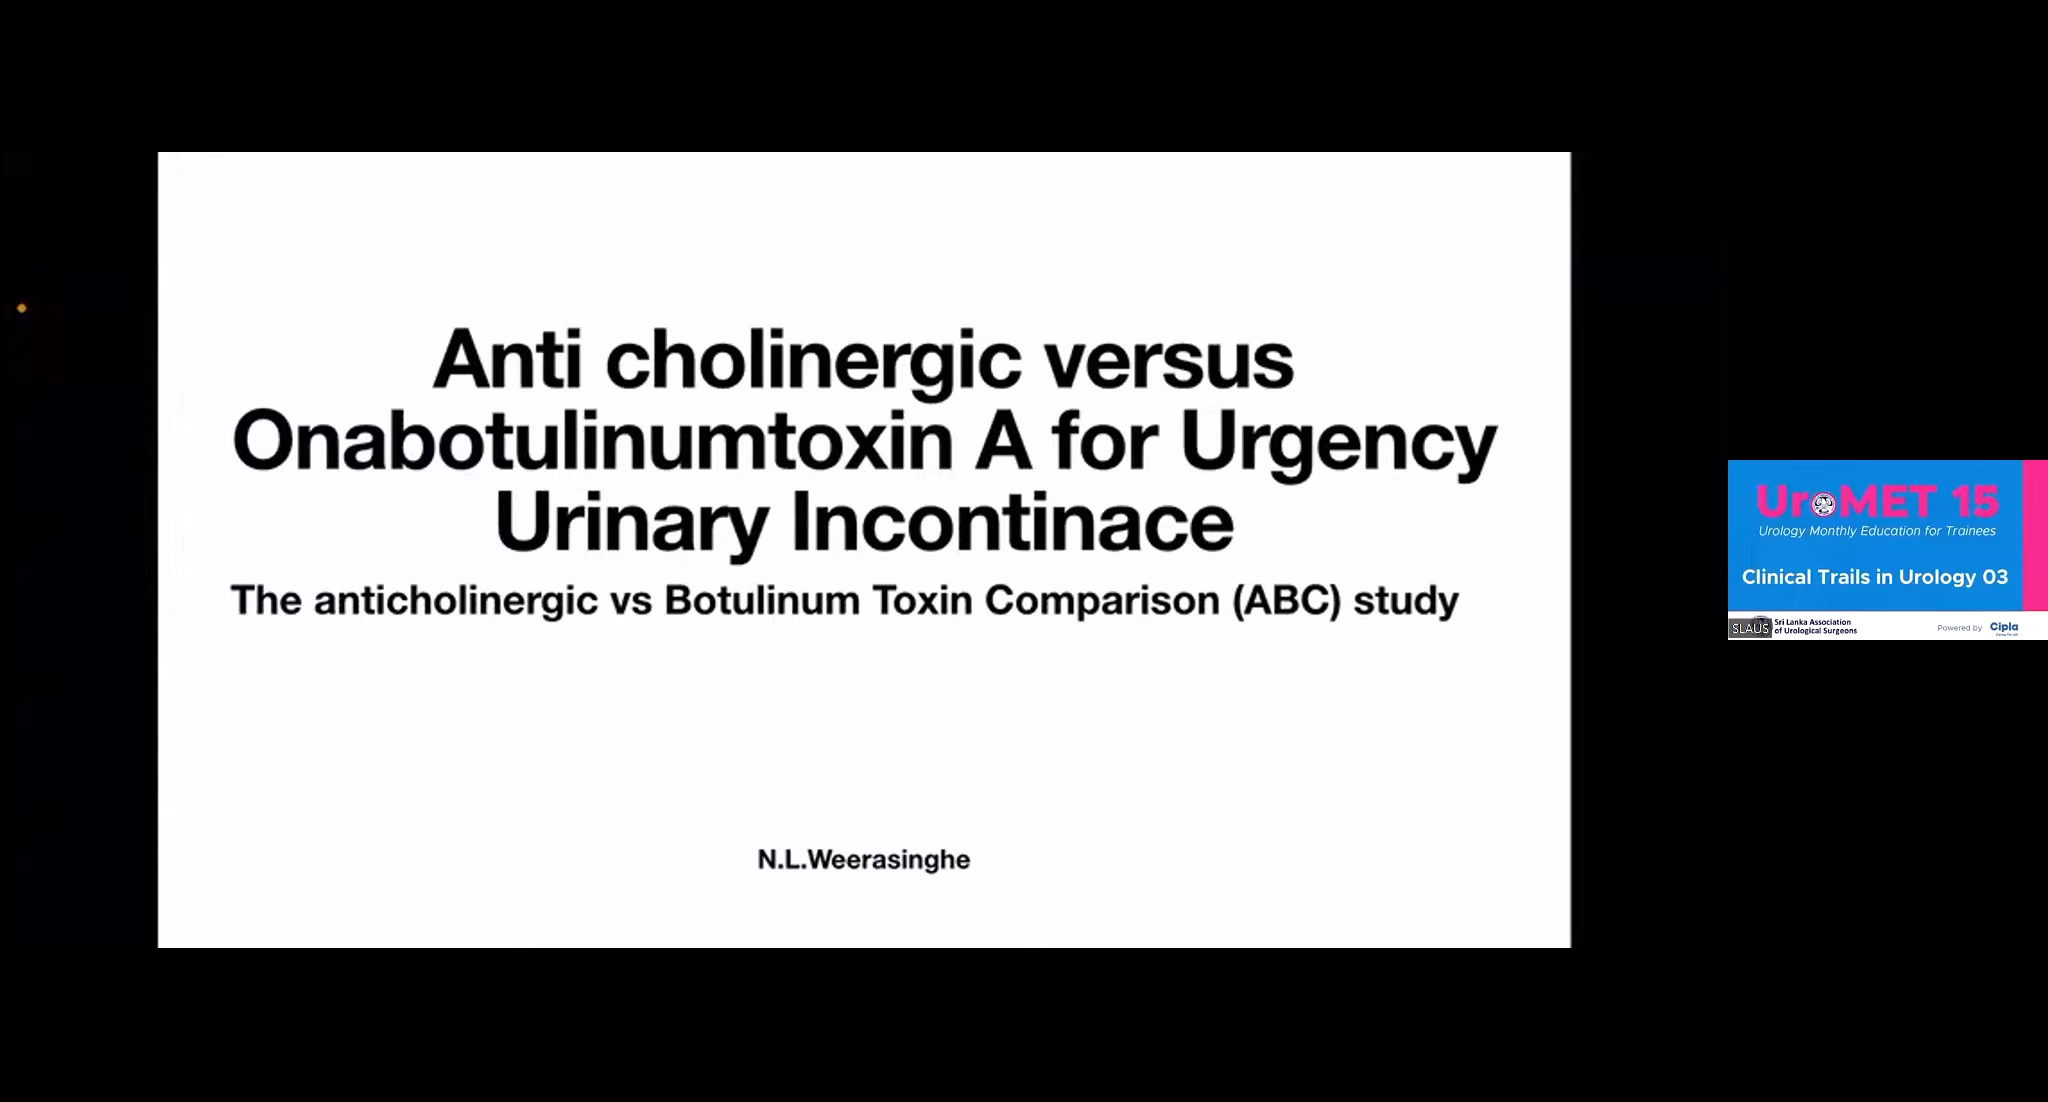 Anti cholinergic versus
Onabotulinumtoxin A for Urgency
Urinary Incontinace
The anticholinergic vs Botulinum Toxin Comparison (ABC) study
N.L.Weerasinghe
UroMET 15
Urology Monthly Education for Trainees
Clinical Trails in Urology 03
SLAUS
Sri Lanka Association
of Urological Surgeons
Powered by Cipla